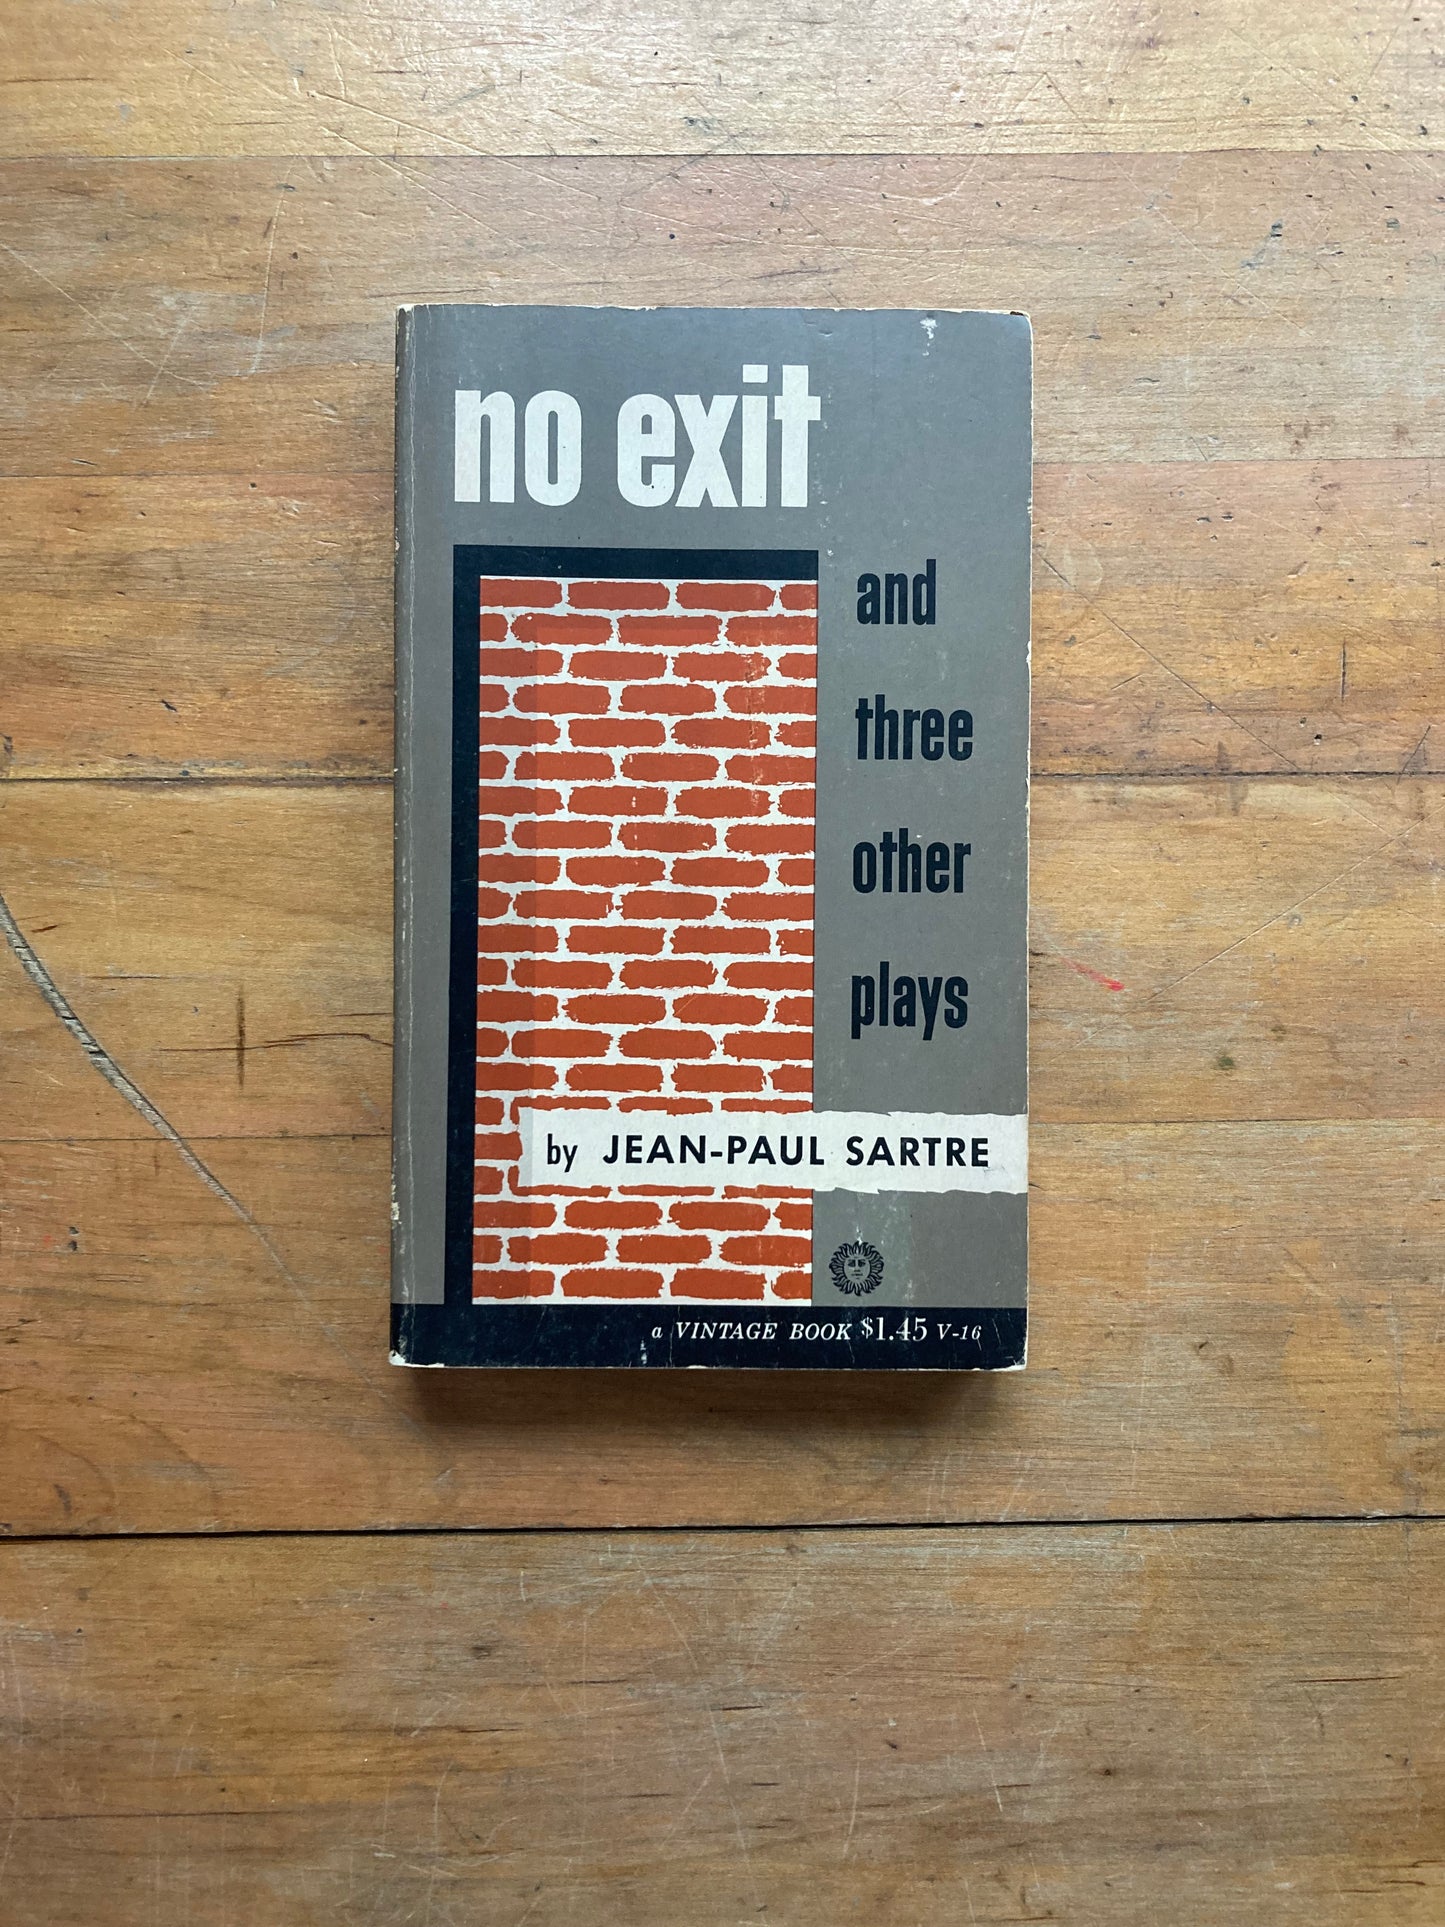 no exit
and
three
other
plays
by JEAN-PAUL SARTRE
a VINTAGE BOOK $1.45 V-16